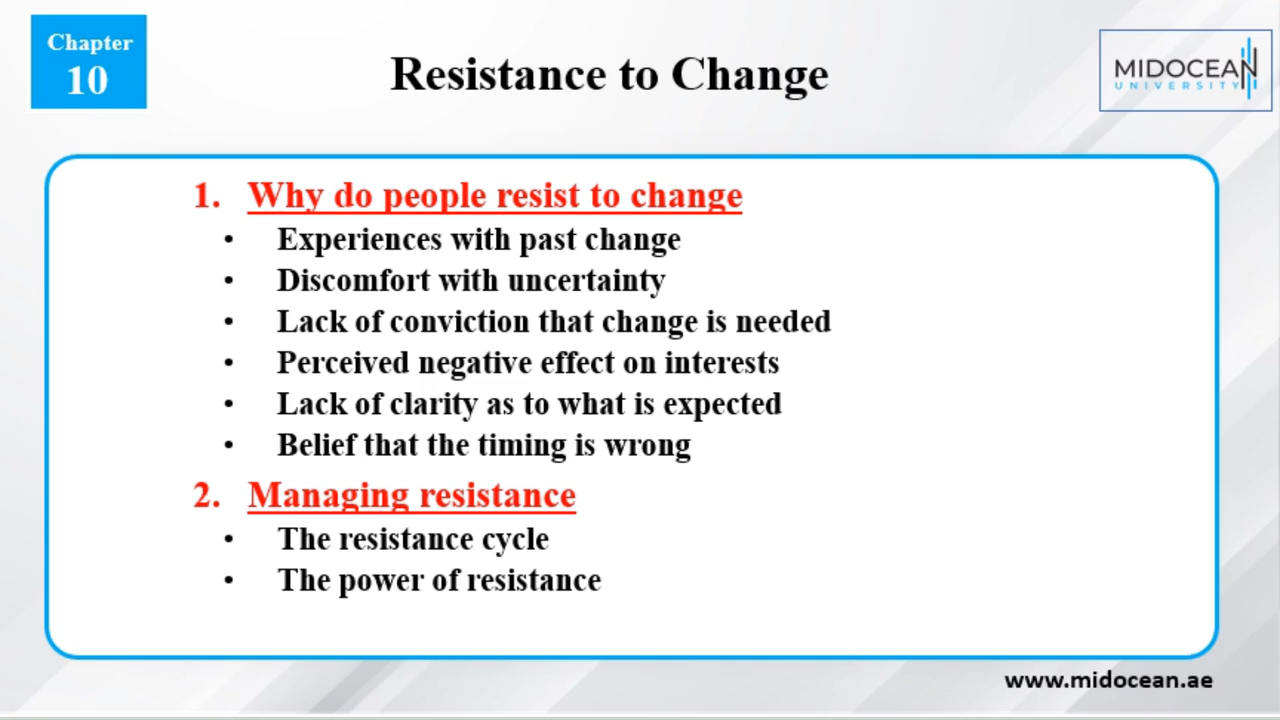 Chapter
10
Resistance to Change
MIDOCEAN
UNIVERSITY
1. Why do people resist to change
• Experiences with past change
• Discomfort with uncertainty
• Lack of conviction that change is needed
• Perceived negative effect on interests
• Lack of clarity as to what is expected
• Belief that the timing is wrong
2. Managing resistance
• The resistance cycle
• The power of resistance
www.midocean.ae